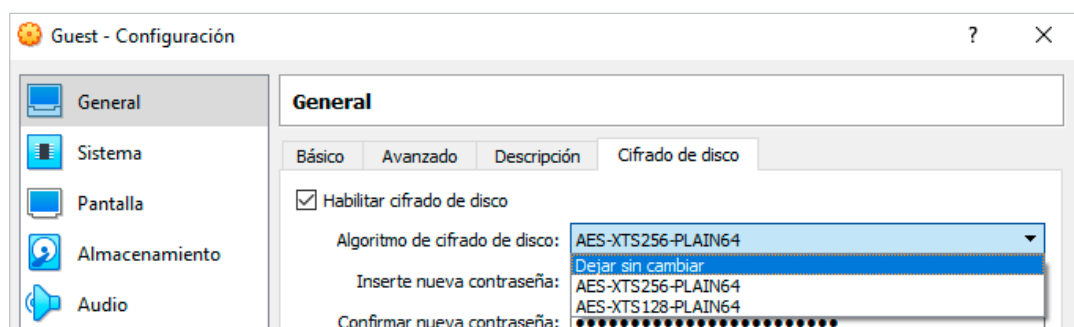 Guest - Configuración ? ×
General
Sistema
Pantalla
Almacenamiento
Audio
General
Básico Avanzado Descripción Cifrado de disco
Habilitar cifrado de disco
Algoritmo de cifrado de disco: AES-XTS256-PLAIN64
Dejar sin cambiar
AES-XTS256-PLAIN64
AES-XTS128-PLAIN64
Inserte nueva contraseña:
Confirmar nueva contraseña: ●●●●●●●●●●●●●●●●●●●●●●●●